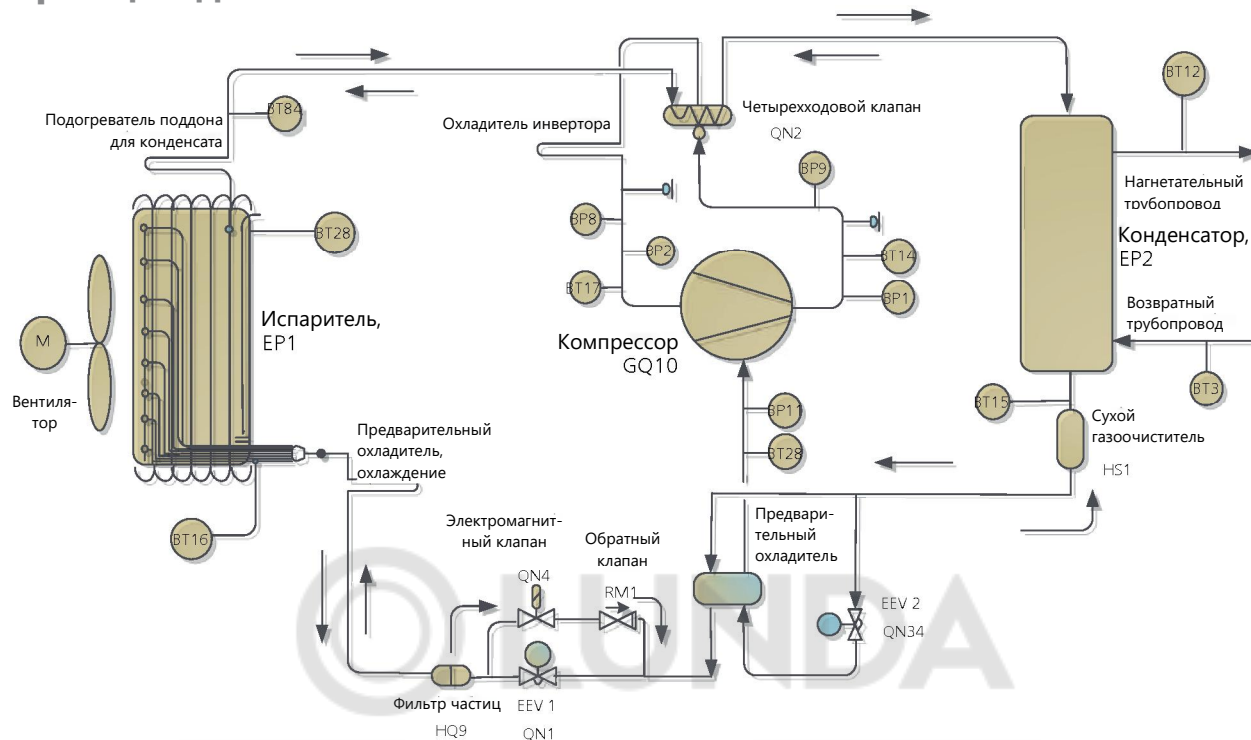 BT12
BT84
Подогреватель поддона
для конденсата
Охладитель инвертора
Четырехходовой клапан
QN2
BP9
Нагнетательный
трубопровод
Конденсатор,
EP2
BT28
BP8
BP2
BT17
BT14
BP1
Испаритель,
EP1
M
Компрессор
GQ10
Возвратный
трубопровод
BT3
BT15
Вентиля-
тор
BP11
BT28
Сухой
газоочиститель
HS1
Предварительный
охладитель,
охлаждение
BT16
Электромагнит-
ный клапан
QN4
Обратный
клапан
RM1
Предвари-
тельный
охладитель
EEV 2
QN34
LUNDA
Фильтр частиц
HQ9
EEV 1
QN1